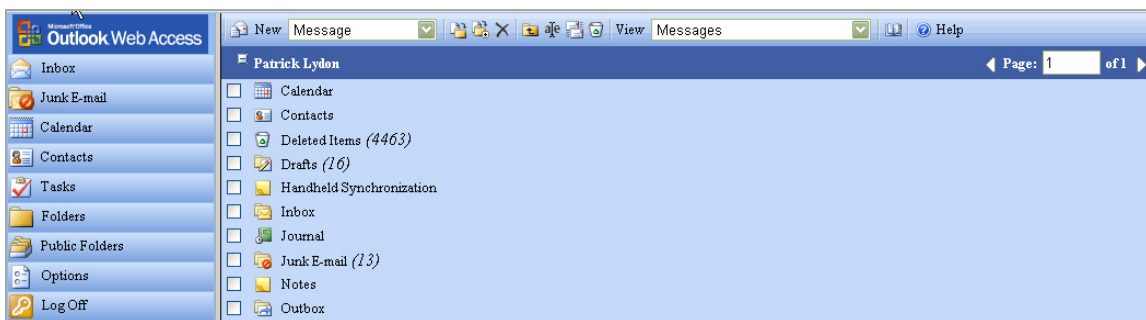 Microsoft Office
Outlook Web Access
New Message View Messages Help
Inbox
Junk E-mail
Calendar
Contacts
Tasks
Folders
Public Folders
Options
Log Off
Patrick Lydon Page: 1 of 1
Calendar
Contacts
Deleted Items (4463)
Drafts (16)
Handheld Synchronization
Inbox
Journal
Junk E-mail (13)
Notes
Outbox